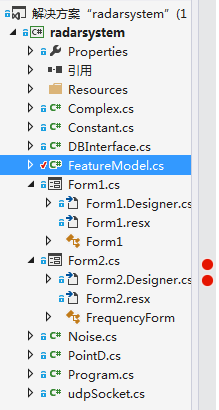 解决方案“radarsystem”(1
radarsystem
Properties
引用
Resources
Complex.cs
Constant.cs
DBInterface.cs
FeatureModel.cs
Form1.cs
Form1.Designer.cs
Form1.resx
Form1
Form2.cs
Form2.Designer.cs
Form2.resx
FrequencyForm
Noise.cs
PointD.cs
Program.cs
udpSocket.cs